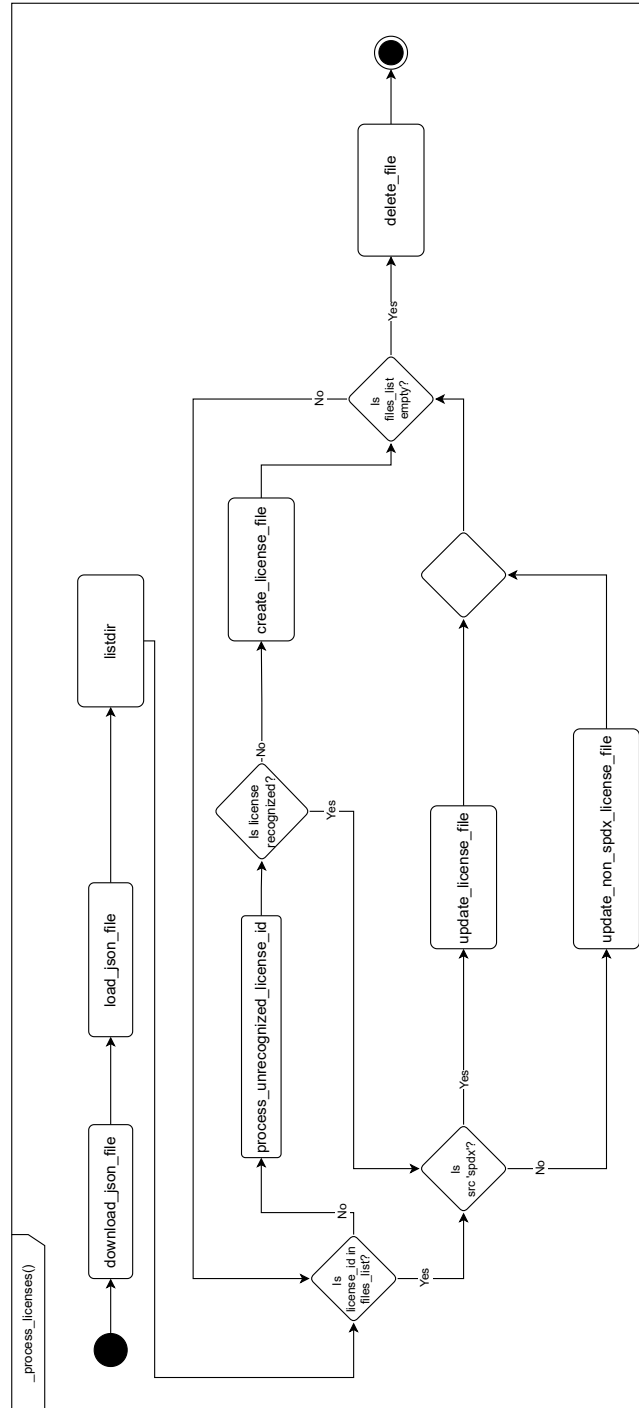 _process_licenses()
download_json_file
load_json_file
listdir
Is
license_id in
files_list?
No
Yes
process_unrecognized_license_id
Is license
recognized?
No
Yes
create_license_file
Is
src 'spdx'?
Yes
No
update_license_file
update_non_spdx_license_file
Is
files_list
empty?
No
Yes
delete_file